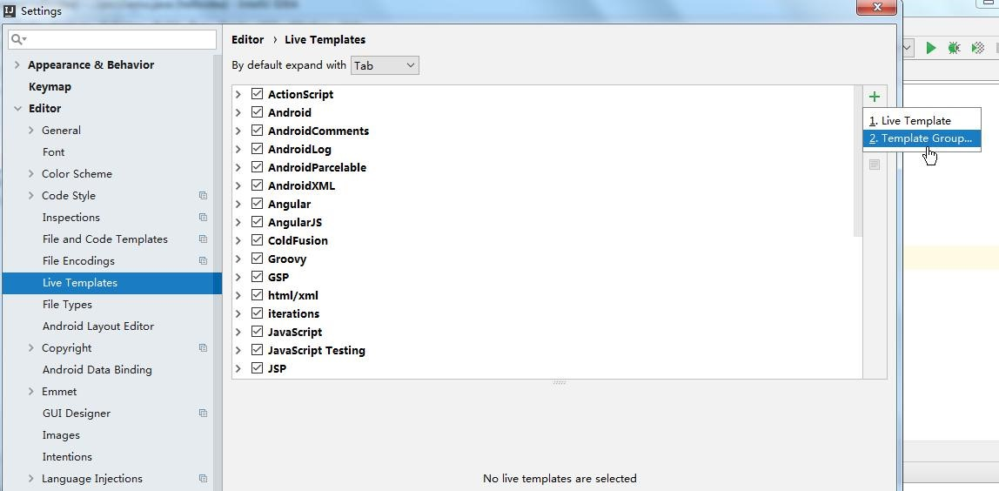 Settings
Appearance & Behavior
Keymap
Editor
General
Font
Color Scheme
Code Style
Inspections
File and Code Templates
File Encodings
Live Templates
File Types
Android Layout Editor
Copyright
Android Data Binding
Emmet
GUI Designer
Images
Intentions
Language Injections
Editor › Live Templates
By default expand with Tab
ActionScript
Android
AndroidComments
AndroidLog
AndroidParcelable
AndroidXML
Angular
AngularJS
ColdFusion
Groovy
GSP
html/xml
iterations
JavaScript
JavaScript Testing
JSP
1. Live Template
2. Template Group...
No live templates are selected